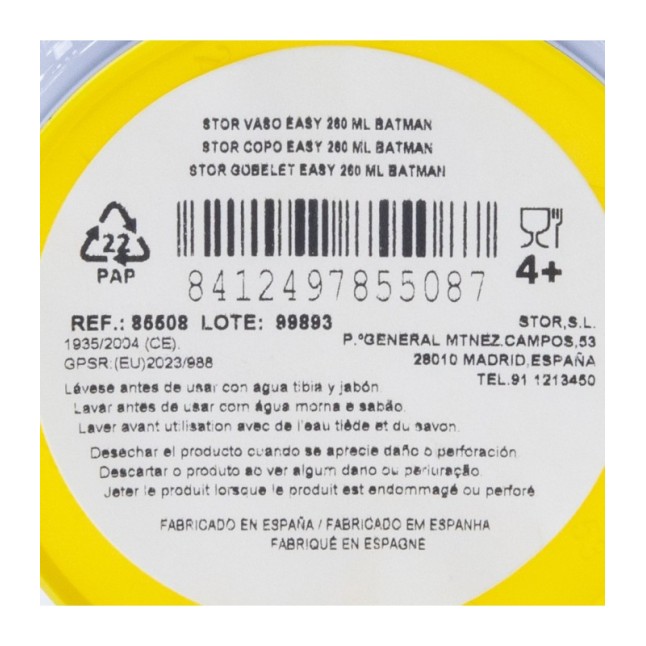 STOR VASO EASY 260 ML BATMAN
STOR COPO EASY 260 ML BATMAN
STOR GOBELET EASY 260 ML BATMAN
22
PAP
4+
8412497855087
REF.: 85508 LOTE: 99893
1935/2004 (CE).
GPSR:(EU)2023/988
STOR,S.L.
P.ºGENERAL MTNEZ.CAMPOS,53
28010 MADRID,ESPAÑA
TEL.91 1213450
Lávese antes de usar con agua tibia y jabón.
Lavar antes de usar com água morna e sabão.
Laver avant utilisation avec de l'eau tiède et du savon.
Desechar el producto cuando se aprecie daño o perforación.
Descartar o produto ao ver algum dano ou perfuração.
Jeter le produit lorsque le produit est endommagé ou perforé
FABRICADO EN ESPAÑA / FABRICADO EM ESPANHA
FABRIQUÉ EN ESPAGNE